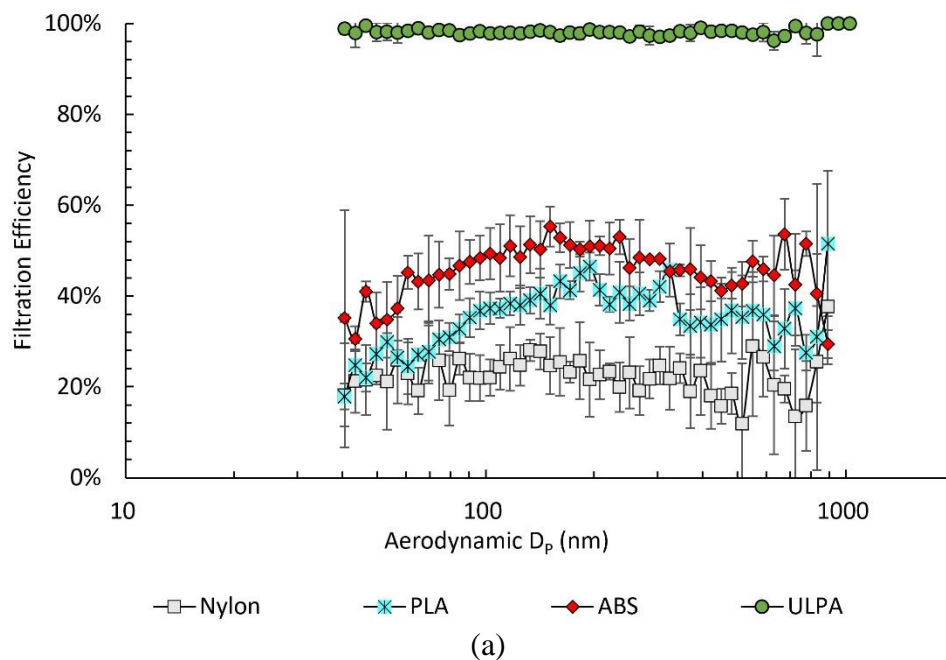 100%
80%
60%
40%
20%
0%
Filtration Efficiency
10
100
1000
Aerodynamic DP (nm)
Nylon
PLA
ABS
ULPA
(a)